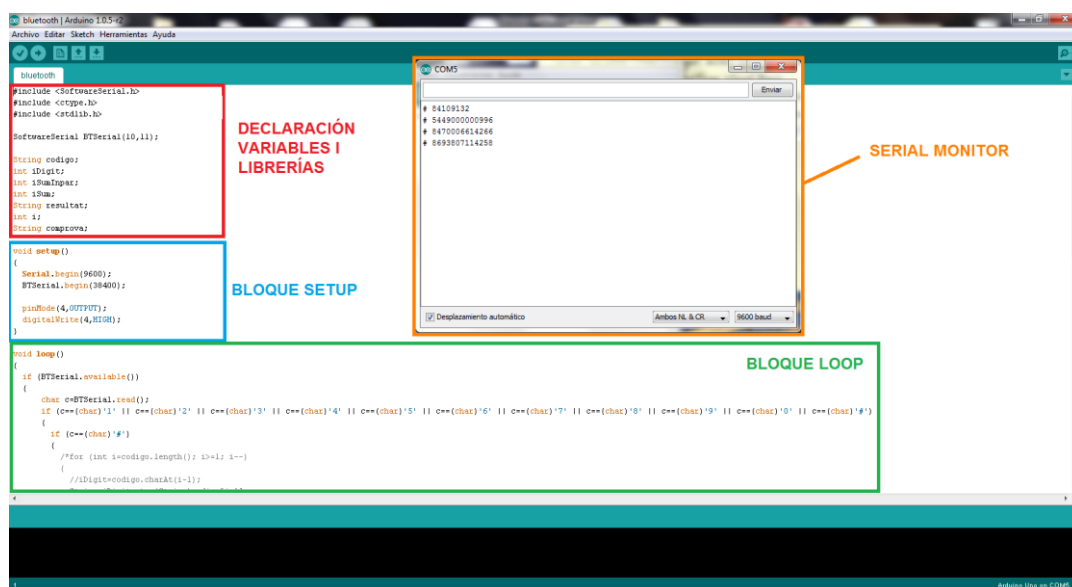 bluetooth | Arduino 1.0.5-r2
Archivo Editar Sketch Herramientas Ayuda
bluetooth
#include <SoftwareSerial.h>
#include <ctype.h>
#include <stdlib.h>
SoftwareSerial BTSerial(10,11);
String codigo;
int iDigit;
int iSumInpar;
int iSum;
String resultat;
int i;
String comprova;
DECLARACIÓN
VARIABLES I
LIBRERÍAS
COM5
Enviar
# 84109132
# 5449000000996
# 8470006614266
# 8693807114258
Desplazamiento automático
Ambos NL & CR
9600 baud
SERIAL MONITOR
void setup()
{
Serial.begin(9600);
BTSerial.begin(38400);
pinMode(4,OUTPUT);
digitalWrite(4,HIGH);
}
BLOQUE SETUP
void loop()
{
if (BTSerial.available())
{
char c=BTSerial.read();
if (c==(char)'1' || c==(char)'2' || c==(char)'3' || c==(char)'4' || c==(char)'5' || c==(char)'6' || c==(char)'7' || c==(char)'8' || c==(char)'9' || c==(char)'0' || c==(char)'#')
{
if (c==(char)'#')
{
/*for (int i=codigo.length(); i>=1; i--)
{
//iDigit=codigo.charAt(i-1);
BLOQUE LOOP
1
Arduino Uno on COM5